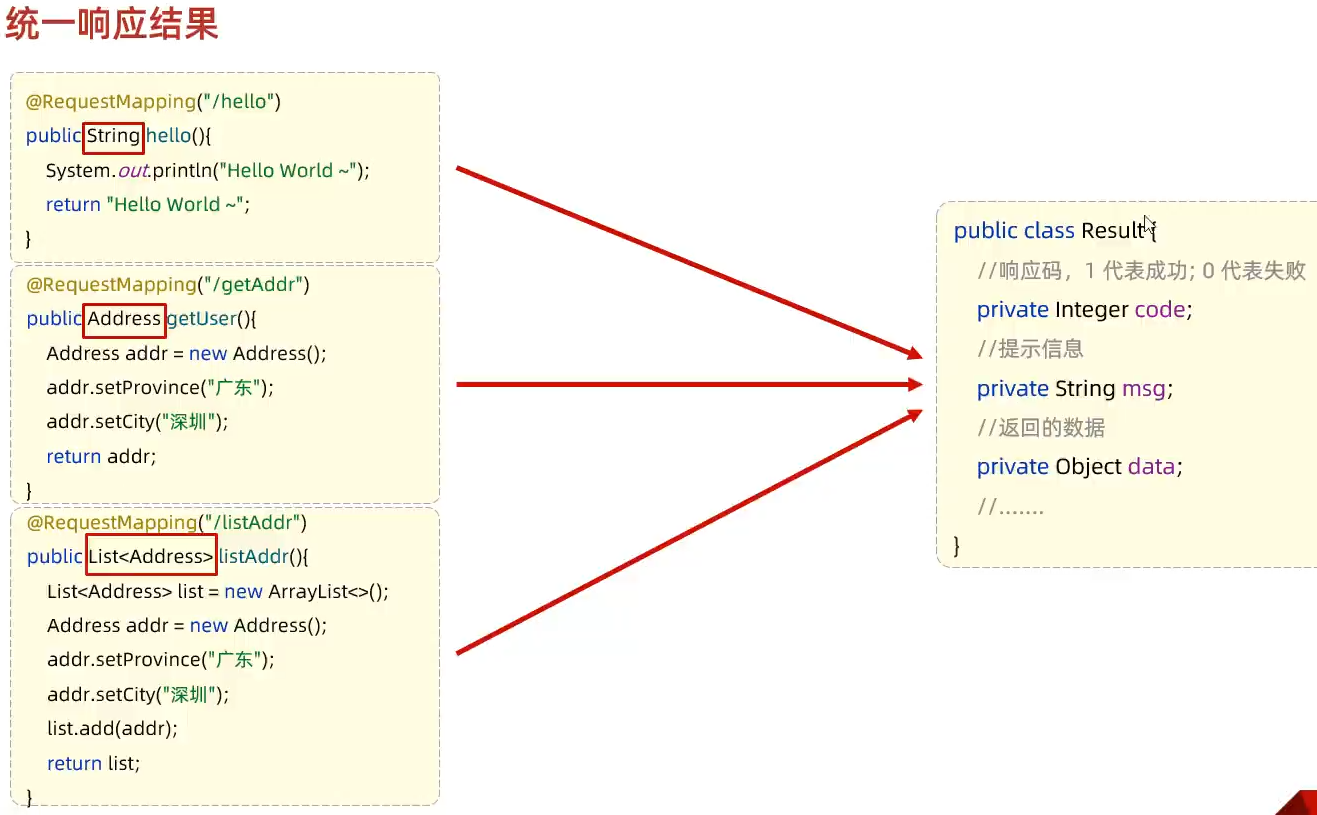 统一响应结果
@RequestMapping("/hello")
public String hello(){
System.out.println("Hello World ~");
return "Hello World ~";
}
@RequestMapping("/getAddr")
public Address getUser(){
Address addr = new Address();
addr.setProvince("广东");
addr.setCity("深圳");
return addr;
}
@RequestMapping("/listAddr")
public List<Address> listAddr(){
List<Address> list = new ArrayList<>();
Address addr = new Address();
addr.setProvince("广东");
addr.setCity("深圳");
list.add(addr);
return list;
}
public class Result {
//响应码，1 代表成功; 0 代表失败
private Integer code;
//提示信息
private String msg;
//返回的数据
private Object data;
//.......
}